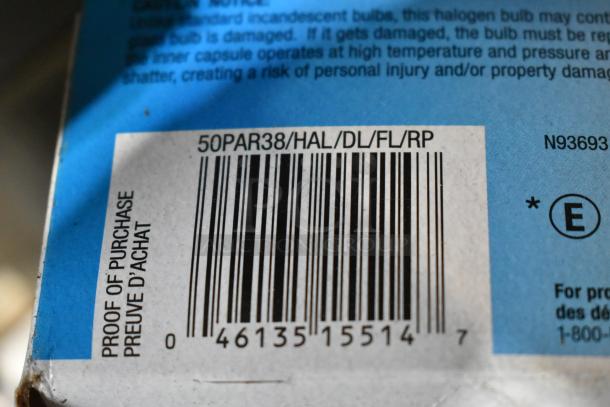 CAUTION NOTICE:
Unlike standard incandescent bulbs, this halogen bulb may cont
glass bulb is damaged. If it gets damaged, the bulb must be rep
the inner capsule operates at high temperature and pressure an
shatter, creating a risk of personal injury and/or property damag
50PAR38/HAL/DL/FL/RP
N93693
PROOF OF PURCHASE
PREUVE D'ACHAT
* E
0 46135 15514 7
For pro
des dé
1-800-